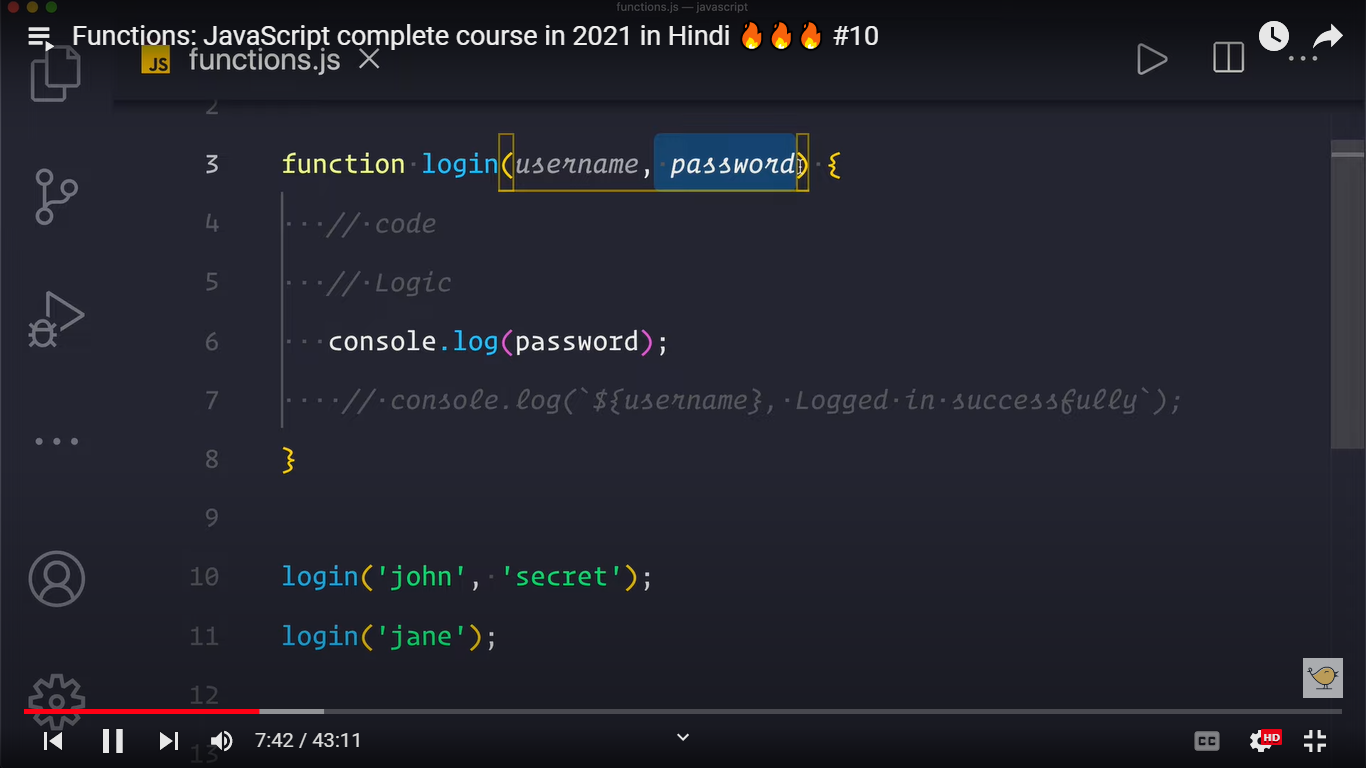 functions.js — javascript
Functions: JavaScript complete course in 2021 in Hindi 🔥🔥🔥 #10
JS functions.js
2
3 function login(username, password) {
4 // code
5 // Logic
6 console.log(password);
7 // console.log(`${username}, Logged in successfully`);
8 }
9
10 login('john', 'secret');
11 login('jane');
12
13
7:42 / 43:11
CC
HD